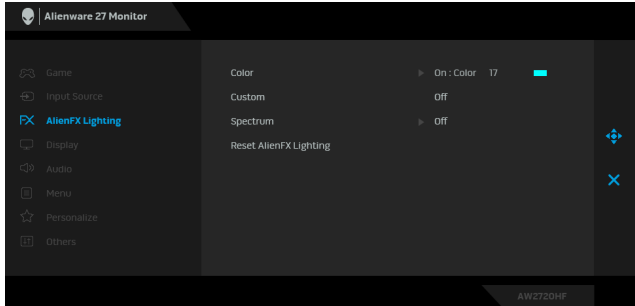 Alienware 27 Monitor
Game
Input Source
FX AlienFX Lighting
Display
Audio
Menu
Personalize
Others
Color On : Color 17
Custom Off
Spectrum Off
Reset AlienFX Lighting
AW2720HF